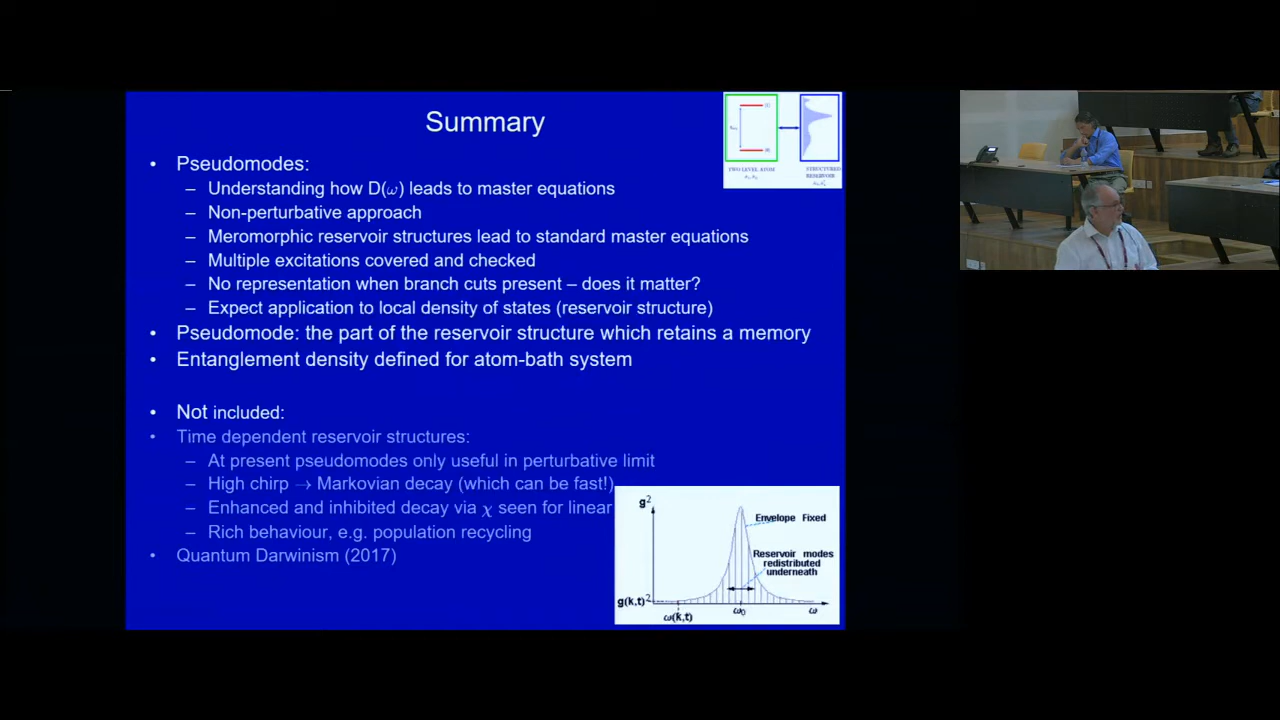 Summary
• Pseudomodes:
– Understanding how D(ω) leads to master equations
– Non-perturbative approach
– Meromorphic reservoir structures lead to standard master equations
– Multiple excitations covered and checked
– No representation when branch cuts present – does it matter?
– Expect application to local density of states (reservoir structure)
• Pseudomode: the part of the reservoir structure which retains a memory
• Entanglement density defined for atom-bath system
• Not included:
• Time dependent reservoir structures:
– At present pseudomodes only useful in perturbative limit
– High chirp → Markovian decay (which can be fast!)
– Enhanced and inhibited decay via χ seen for linear
– Rich behaviour, e.g. population recycling
• Quantum Darwinism (2017)
TWO LEVEL ATOM
STRUCTURED
RESERVOIR
g²
Envelope Fixed
Reservoir modes
redistributed
underneath
g(k,t)²
ω(k,t)
ω₀
ω